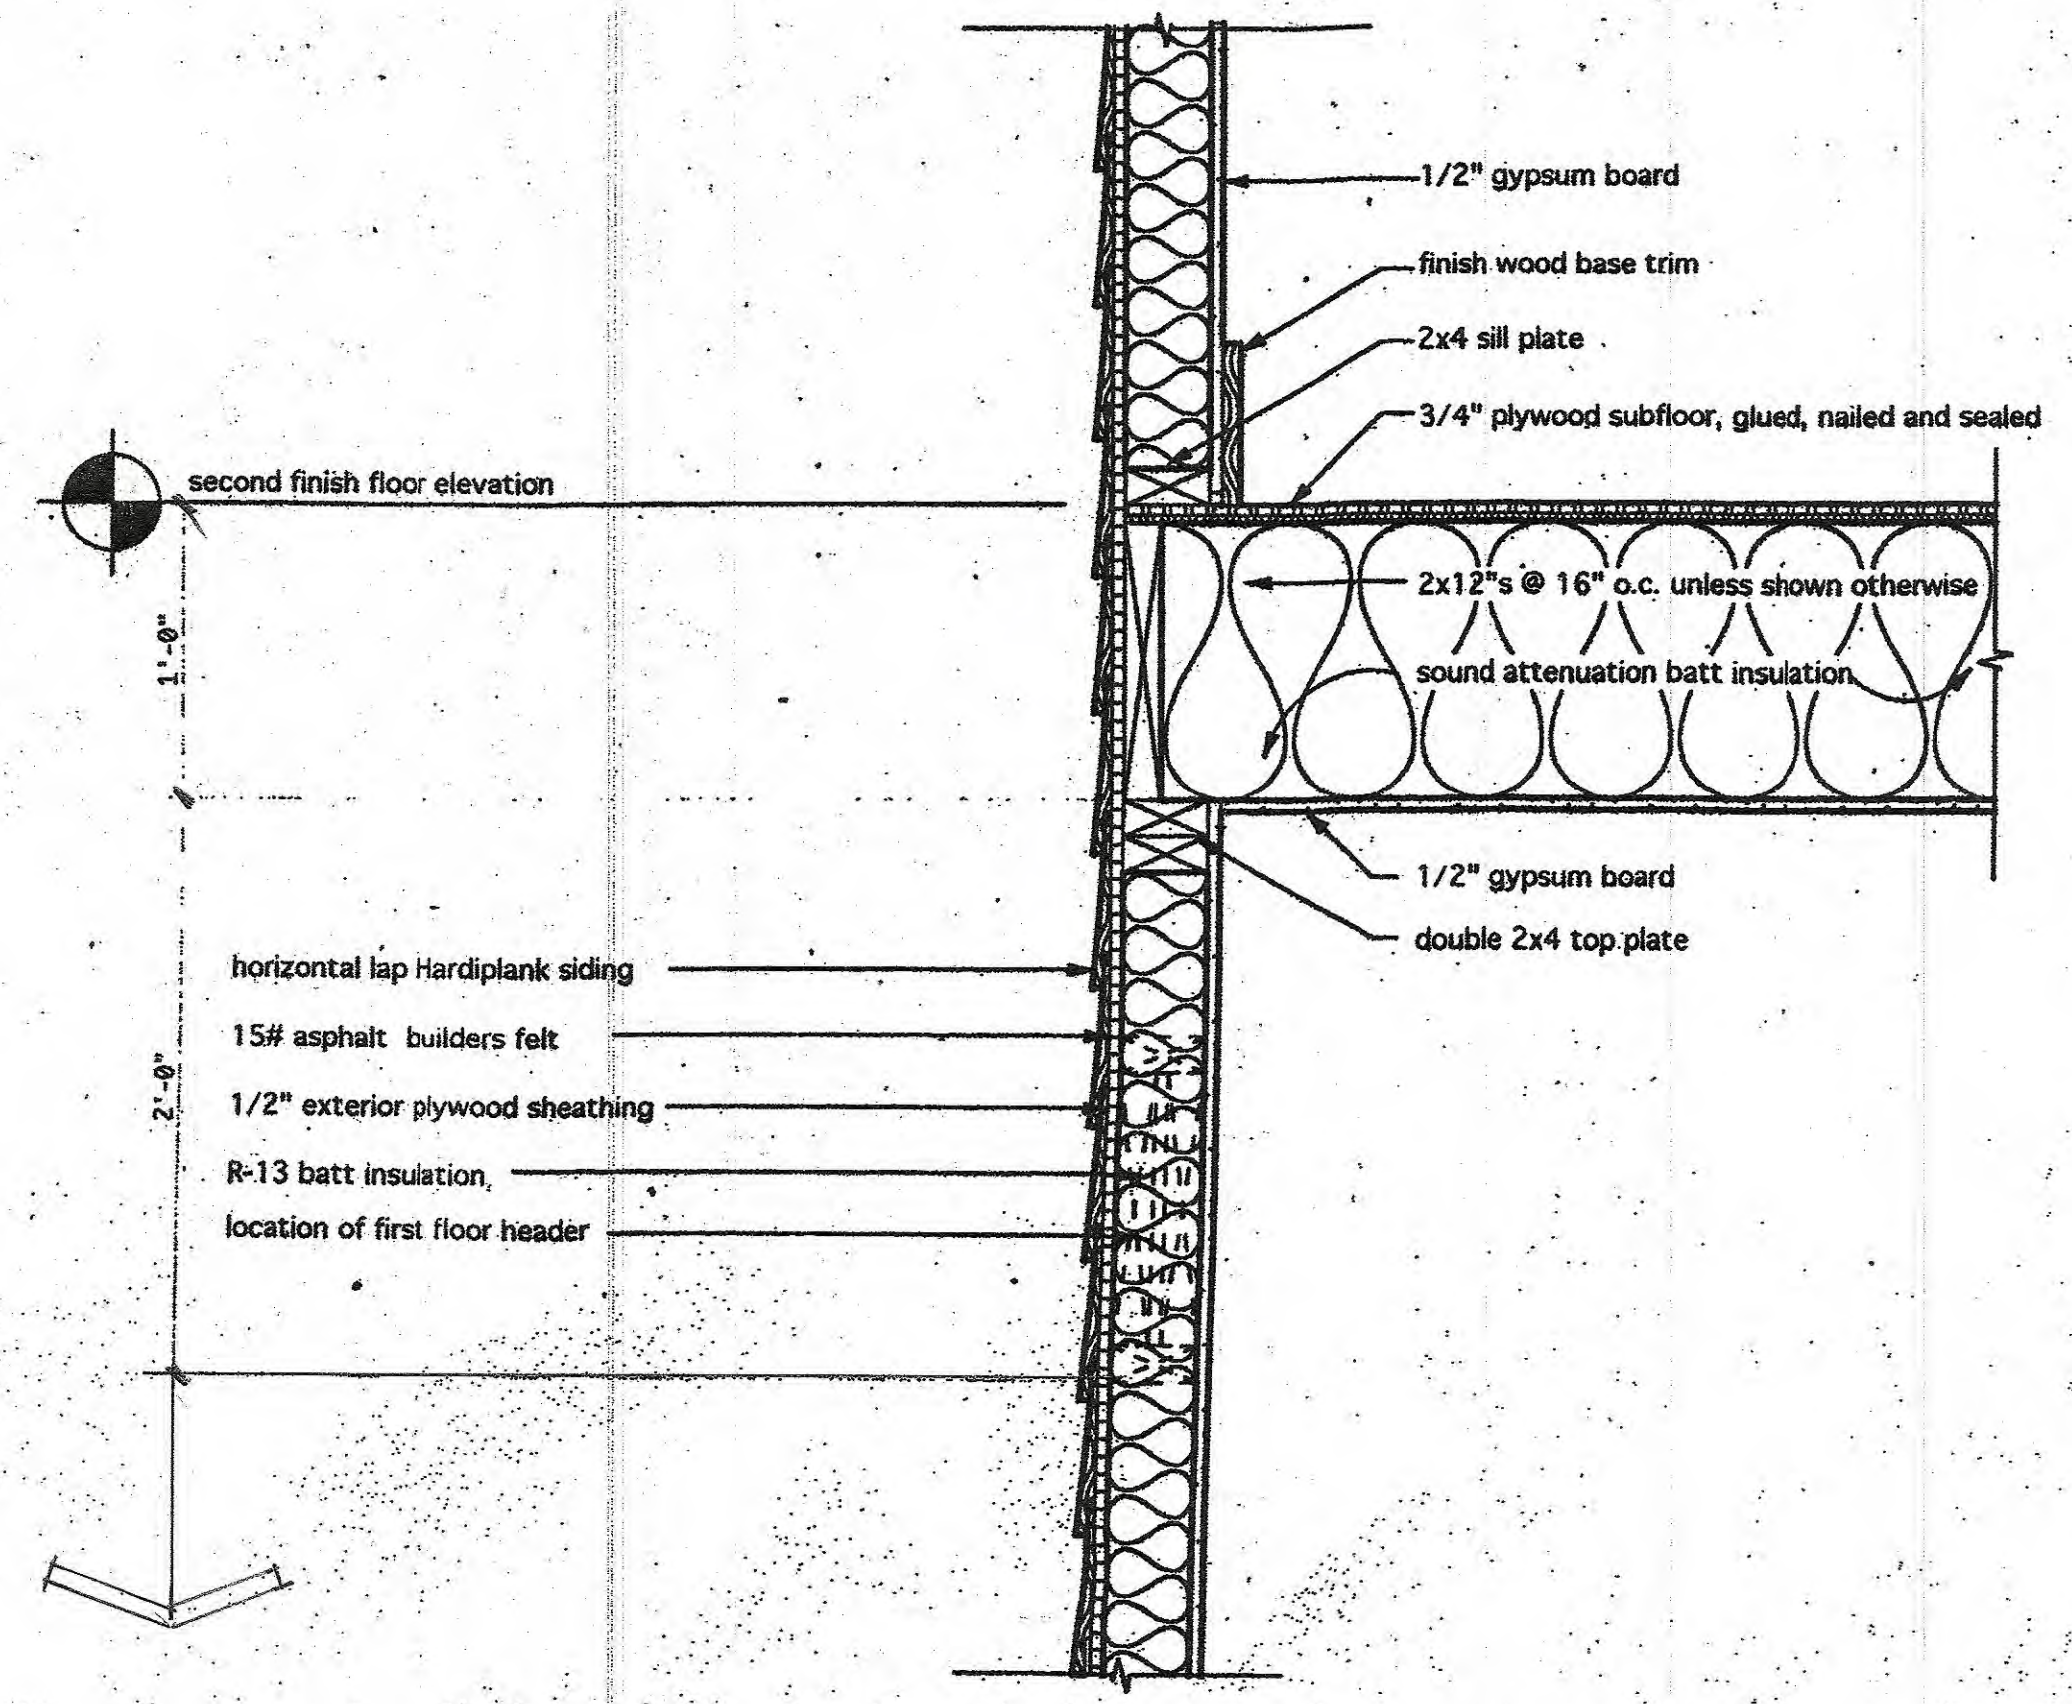 1/2" gypsum board
finish wood base trim
2x4 sill plate
3/4" plywood subfloor, glued, nailed and sealed
second finish floor elevation
2x12"s @ 16" o.c. unless shown otherwise
1'-0"
sound attenuation batt insulation
1/2" gypsum board
double 2x4 top plate
horizontal lap Hardiplank siding
15# asphalt builders felt
2'-0"
1/2" exterior plywood sheathing
R-13 batt insulation
location of first floor header